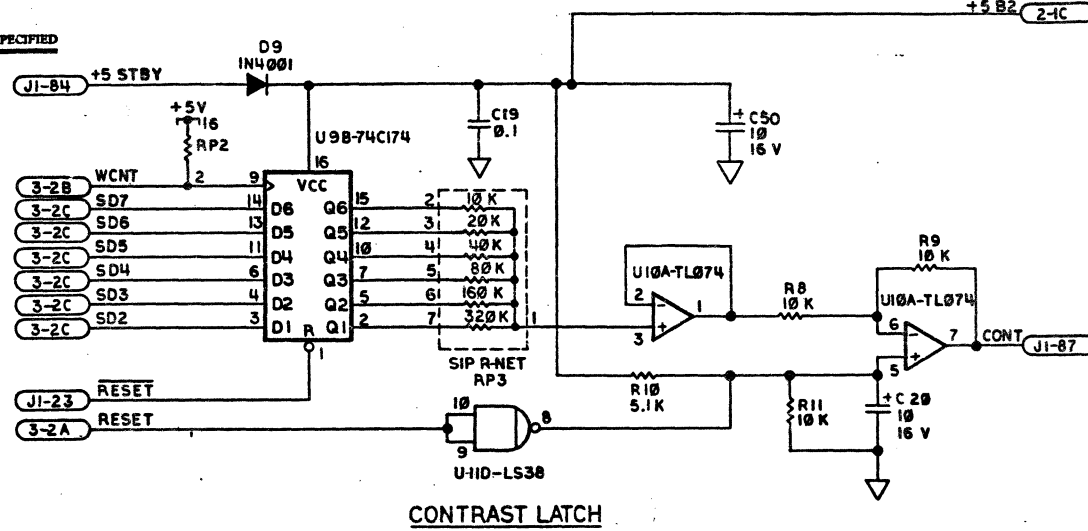 +5 B2 2-1C
PECIFIED
D9
1N4001
J1-84 +5 STBY
+5V
16
RP2
C19
0.1
+ C50
10
16 V
U9B-74C174
16
VCC
3-2B WCNT 2 9
3-2C SD7 14 D6 Q6 15 2 10 K
3-2C SD6 13 D5 Q5 12 3 20 K
3-2C SD5 11 D4 Q4 10 4 40 K
3-2C SD4 6 D3 Q3 7 5 80 K
3-2C SD3 4 D2 Q2 5 6 160 K
3-2C SD2 3 D1 Q1 2 7 320 K 1
R
1
SIP R-NET
RP3
U10A-TL074
2 -
3 +
1
R8
10 K
R9
10 K
U10A-TL074
6 -
5 +
7
CONT J1-87
R10
5.1K
R11
10 K
+ C 20
10
16 V
J1-23 RESET
3-2A RESET
10
9
8
U11D-LS38
CONTRAST LATCH